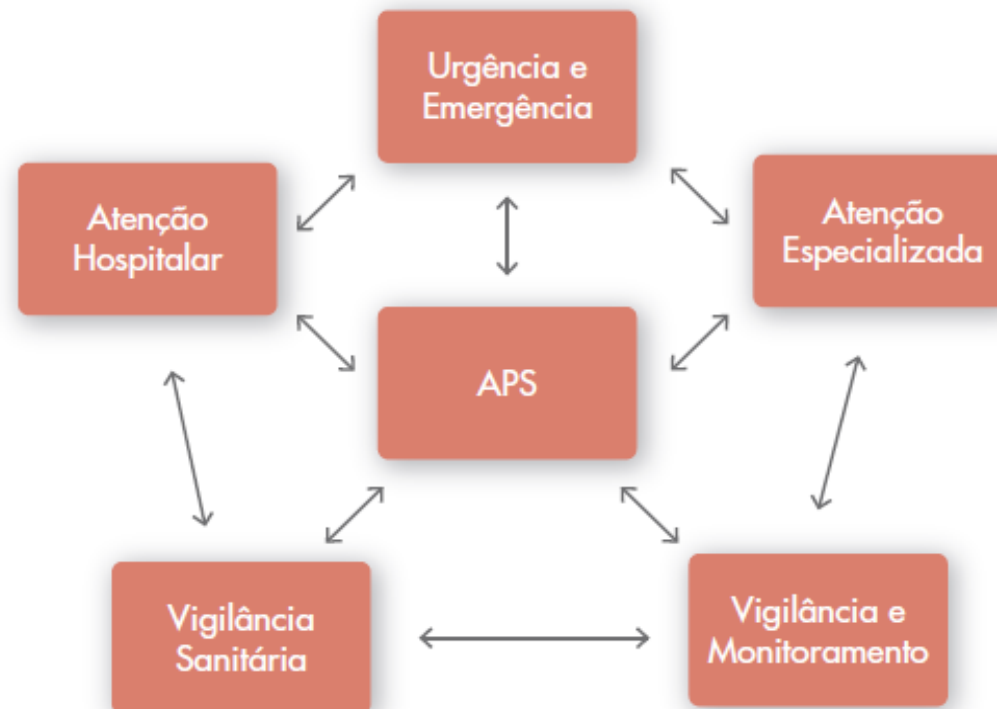 Urgência e
Emergência
Atenção
Hospitalar
Atenção
Especializada
APS
Vigilância
Sanitária
Vigilância e
Monitoramento